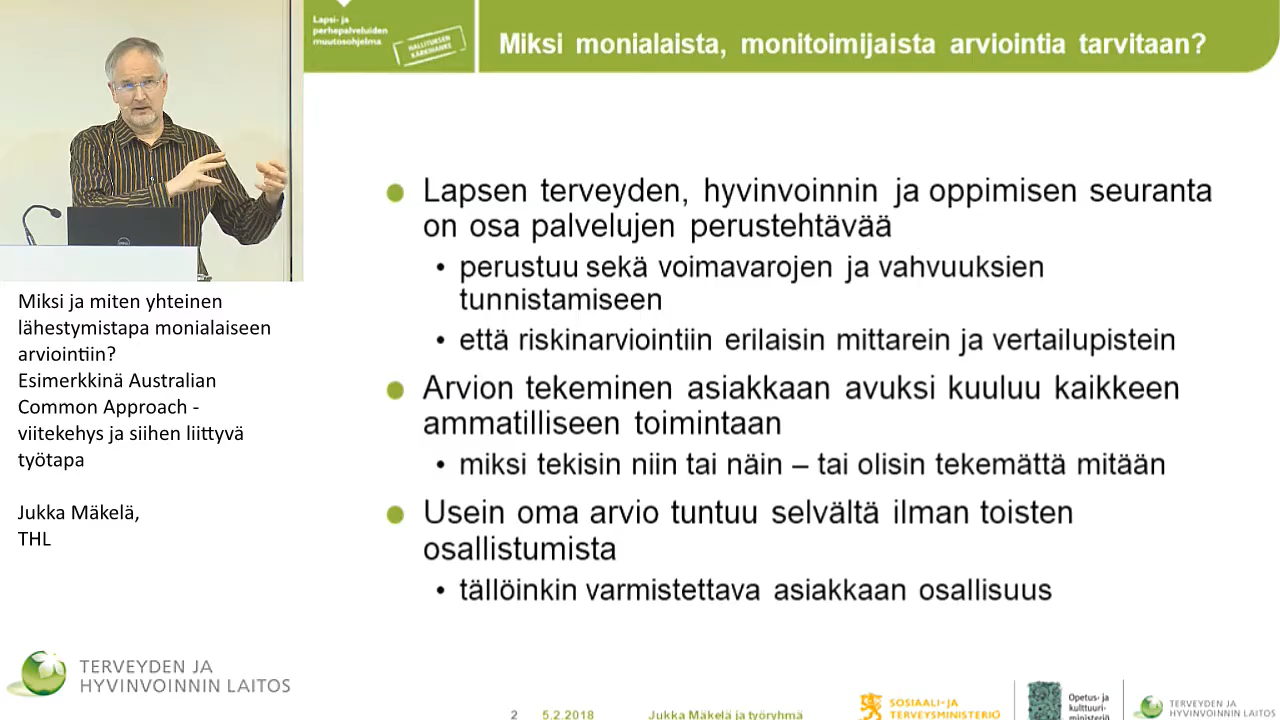 Lapsi- ja
perhepalveluiden
muutosohjelma
HALLITUKSEN
KÄRKIHANKE
Miksi monialaista, monitoimijaista arviointia tarvitaan?
Lapsen terveyden, hyvinvoinnin ja oppimisen seuranta
on osa palvelujen perustehtävää
• perustuu sekä voimavarojen ja vahvuuksien
tunnistamiseen
• että riskinarviointiin erilaisin mittarein ja vertailupistein
Arvion tekeminen asiakkaan avuksi kuuluu kaikkeen
ammatilliseen toimintaan
• miksi tekisin niin tai näin – tai olisin tekemättä mitään
Usein oma arvio tuntuu selvältä ilman toisten
osallistumista
• tällöinkin varmistettava asiakkaan osallisuus
Miksi ja miten yhteinen
lähestymistapa monialaiseen
arviointiin?
Esimerkkinä Australian
Common Approach -
viitekehys ja siihen liittyvä
työtapa
Jukka Mäkelä,
THL
TERVEYDEN JA
HYVINVOINNIN LAITOS
2 5.2.2018 Jukka Mäkelä ja työryhmä
SOSIAALI- JA
TERVEYSMINISTERIÖ
Opetus- ja
kulttuuri-
ministeriö
TERVEYDEN JA
HYVINVOINNIN LAITOS